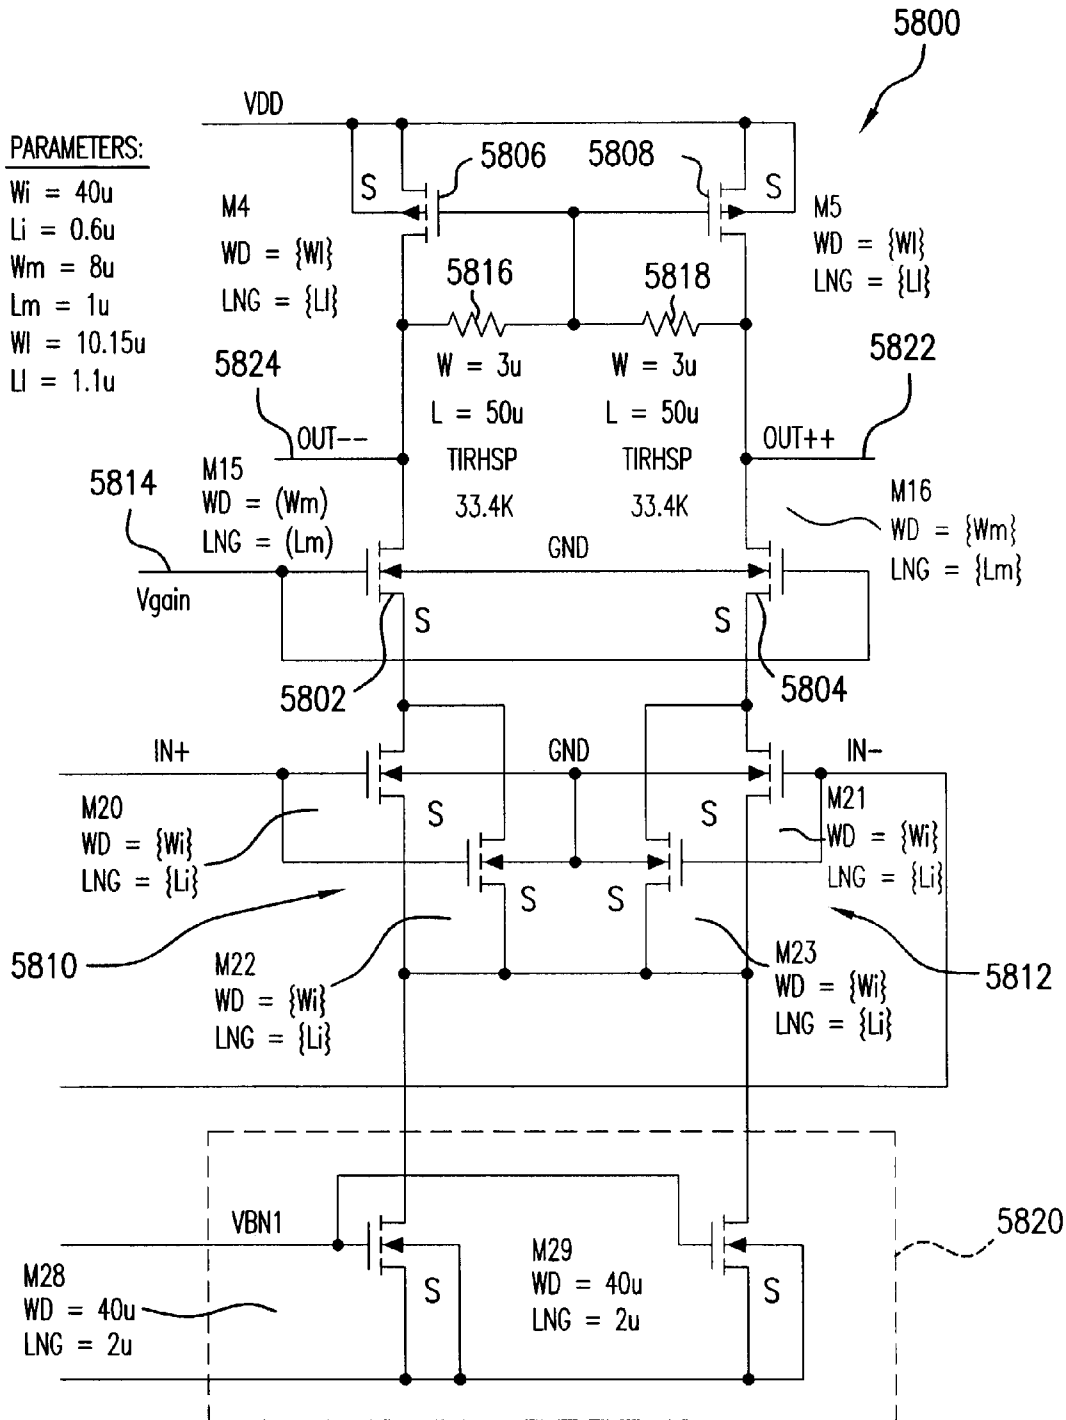 5800
VDD
PARAMETERS:
Wi = 40u
Li = 0.6u
Wm = 8u
Lm = 1u
Wl = 10.15u
Ll = 1.1u
5806
5808
S
S
M4
WD = {Wl}
LNG = {Ll}
M5
WD = {Wl}
LNG = {Ll}
5816
5818
W = 3u
L = 50u
TIRHSP
33.4K
W = 3u
L = 50u
TIRHSP
33.4K
5824
OUT--
5822
OUT++
5814
Vgain
M15
WD = (Wm)
LNG = (Lm)
GND
M16
WD = {Wm}
LNG = {Lm}
S
S
5802
5804
IN+
GND
IN-
M20
WD = {Wi}
LNG = {Li}
S
S
M21
WD = {Wi}
LNG = {Li}
S
S
5810
M22
WD = {Wi}
LNG = {Li}
M23
WD = {Wi}
LNG = {Li}
5812
VBN1
5820
M28
WD = 40u
LNG = 2u
S
M29
WD = 40u
LNG = 2u
S